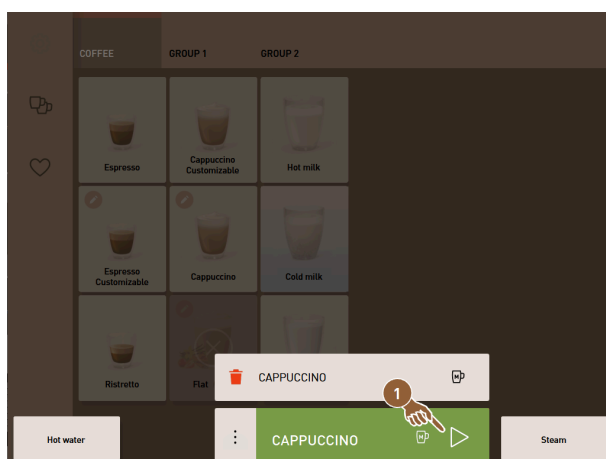 COFFEE GROUP 1 GROUP 2
Espresso
Cappuccino
Customizable
Hot milk
Espresso
Customizable
Cappuccino
Cold milk
Ristretto
Flat
CAPPUCCINO M
1
Hot water
CAPPUCCINO M
Steam